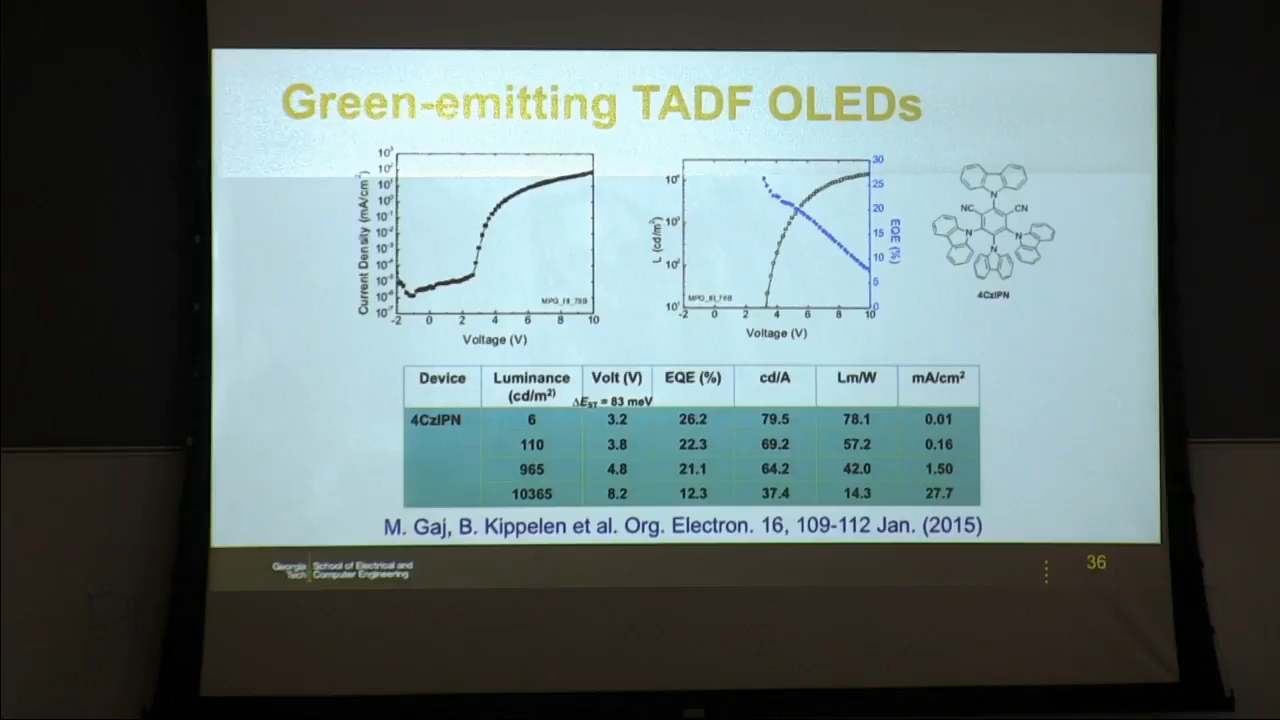 Green-emitting TADF OLEDs
10³
10²
10¹
10⁰
10⁻¹
10⁻²
10⁻³
10⁻⁴
10⁻⁵
10⁻⁶
10⁻⁷
Current Density (mA/cm²)
-2 0 2 4 6 8 10
Voltage (V)
10⁴
10³
10²
10¹
L (cd/m²)
-2 0 2 4 6 8 10
Voltage (V)
30
25
20
15
10
5
0
EQE (%)
N
NC CN
N N
N
4CzIPN
Device Luminance (cd/m²) Volt (V) EQE (%) cd/A Lm/W mA/cm²
ΔE_ST = 83 meV
4CzIPN 6 3.2 26.2 79.5 78.1 0.01
110 3.8 22.3 69.2 57.2 0.16
965 4.8 21.1 64.2 42.0 1.50
10365 8.2 12.3 37.4 14.3 27.7
M. Gaj, B. Kippelen et al. Org. Electron. 16, 109-112 Jan. (2015)
Georgia Tech
School of Electrical and
Computer Engineering
36